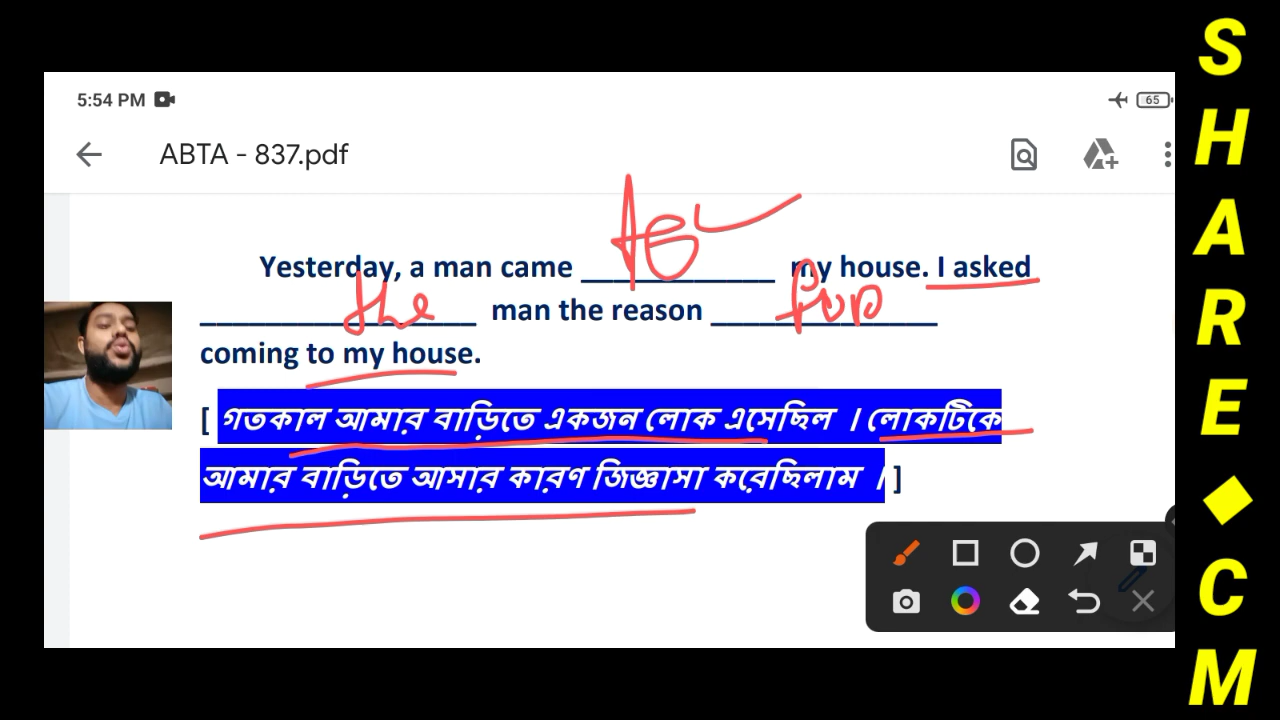 5:54 PM
65
ABTA - 837.pdf
to
Yesterday, a man came ____________ my house. I asked
the for
_________________ man the reason ______________
coming to my house.
[ গতকাল আমার বাড়িতে একজন লোক এসেছিল । লোকটিকে
আমার বাড়িতে আসার কারণ জিজ্ঞাসা করেছিলাম । ]
SHARE◆CM